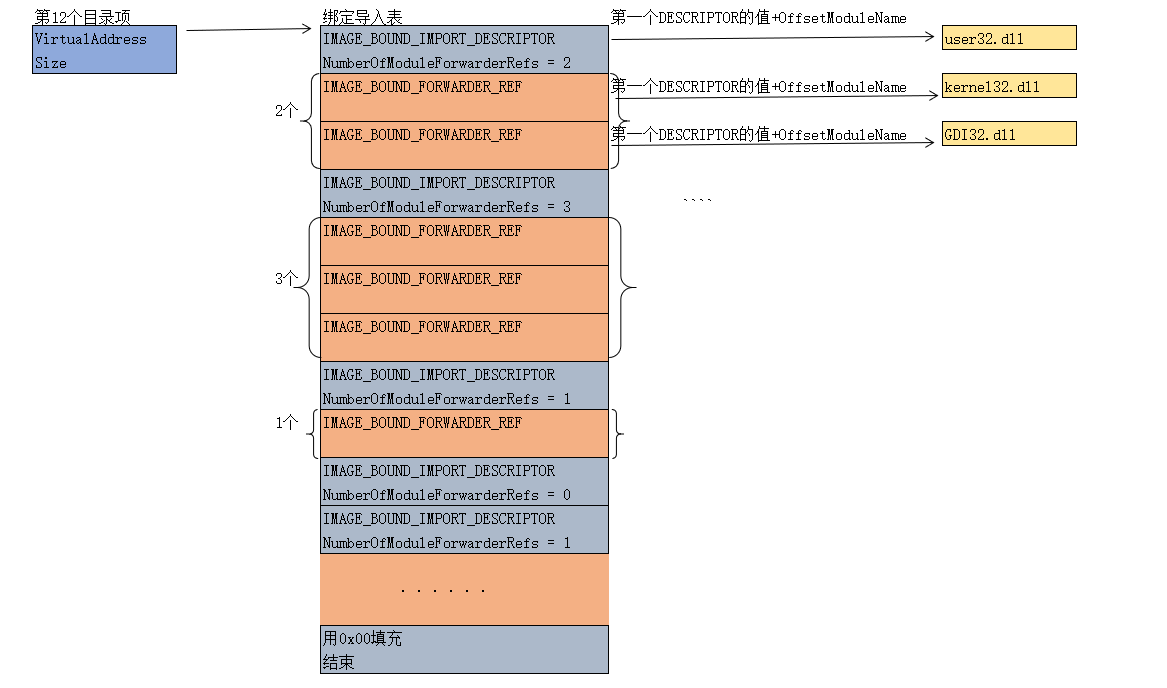 第12个目录项
VirtualAddress
Size
绑定导入表
IMAGE_BOUND_IMPORT_DESCRIPTOR
NumberOfModuleForwarderRefs = 2
第一个DESCRIPTOR的值+OffsetModuleName
user32.dll
2个
IMAGE_BOUND_FORWARDER_REF
第一个DESCRIPTOR的值+OffsetModuleName
kernel32.dll
IMAGE_BOUND_FORWARDER_REF
第一个DESCRIPTOR的值+OffsetModuleName
GDI32.dll
IMAGE_BOUND_IMPORT_DESCRIPTOR
NumberOfModuleForwarderRefs = 3
````
3个
IMAGE_BOUND_FORWARDER_REF
IMAGE_BOUND_FORWARDER_REF
IMAGE_BOUND_FORWARDER_REF
IMAGE_BOUND_IMPORT_DESCRIPTOR
NumberOfModuleForwarderRefs = 1
1个
IMAGE_BOUND_FORWARDER_REF
IMAGE_BOUND_IMPORT_DESCRIPTOR
NumberOfModuleForwarderRefs = 0
IMAGE_BOUND_IMPORT_DESCRIPTOR
NumberOfModuleForwarderRefs = 1
......
用0x00填充
结束